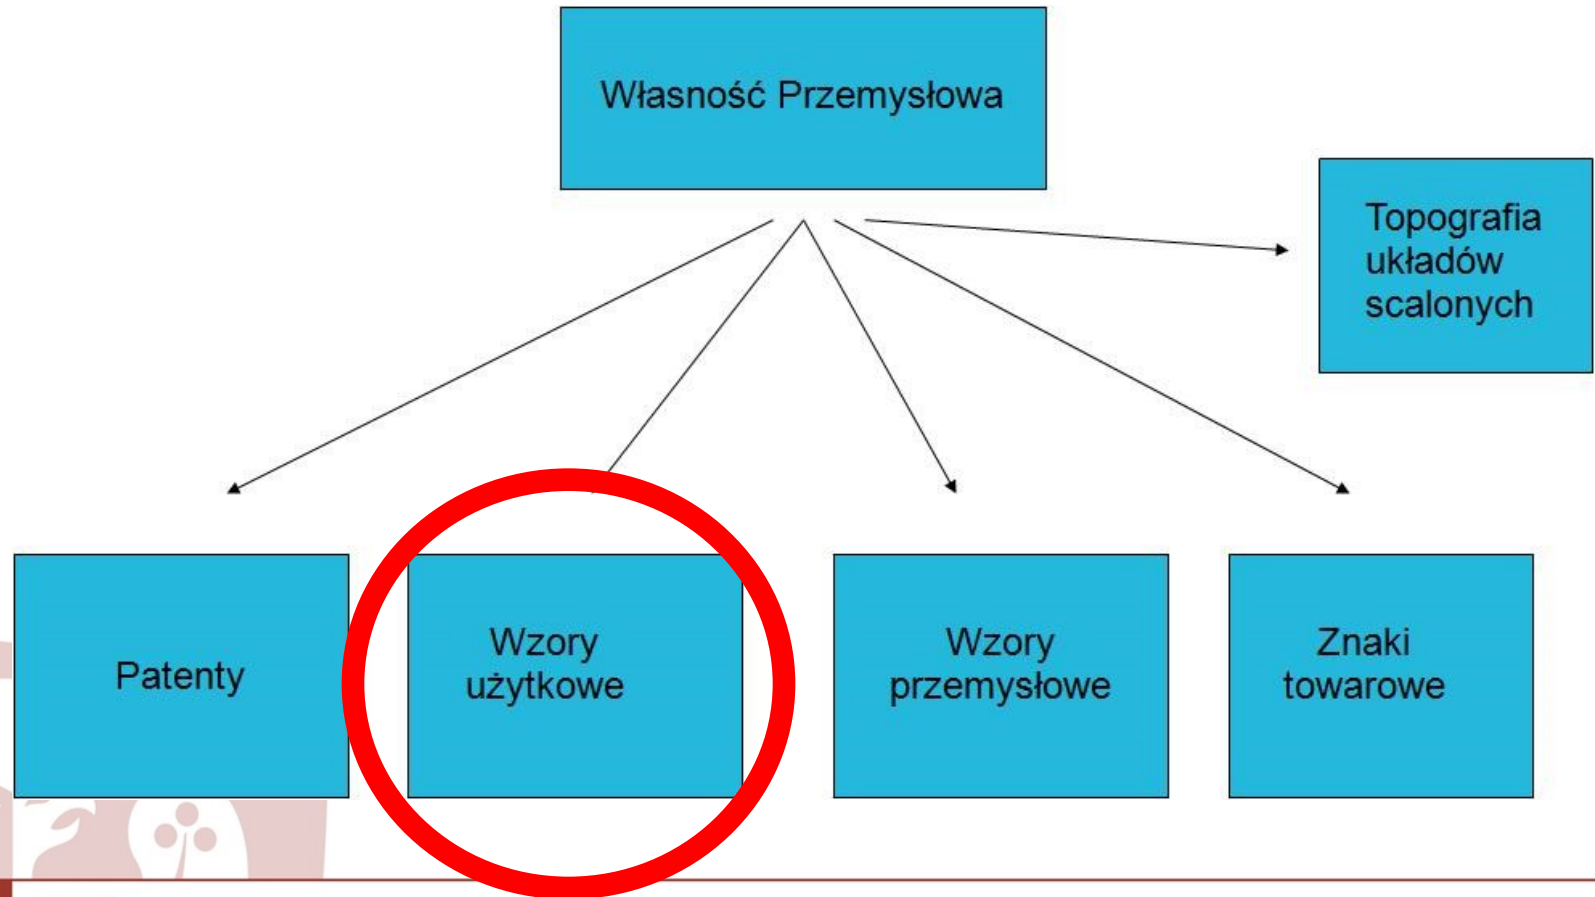 Własność Przemysłowa
Topografia
układów
scalonych
Patenty
Wzory
użytkowe
Wzory
przemysłowe
Znaki
towarowe